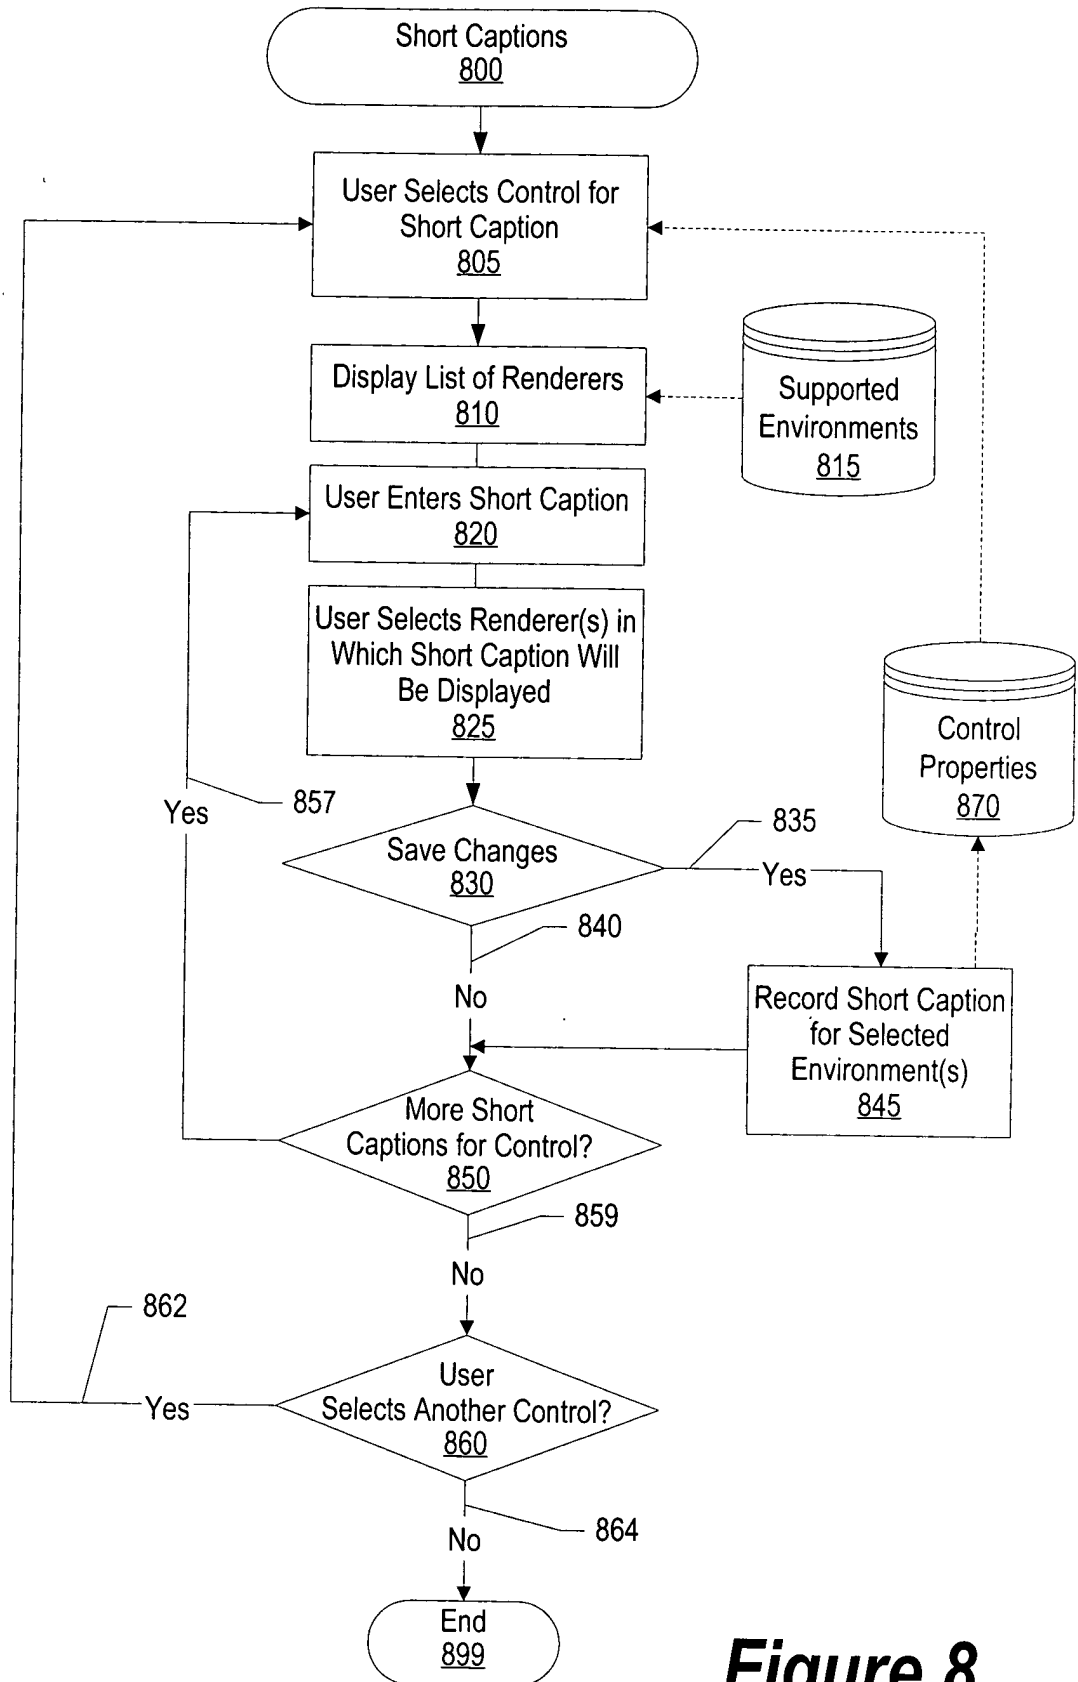 Short Captions
800
User Selects Control for
Short Caption
805
Display List of Renderers
810
Supported
Environments
815
User Enters Short Caption
820
User Selects Renderer(s) in
Which Short Caption Will
Be Displayed
825
Control
Properties
870
857
Yes
835
Save Changes
830
Yes
840
No
Record Short Caption
for Selected
Environment(s)
845
More Short
Captions for Control?
850
859
No
862
User
Selects Another Control?
860
Yes
864
No
End
899
Figure 8